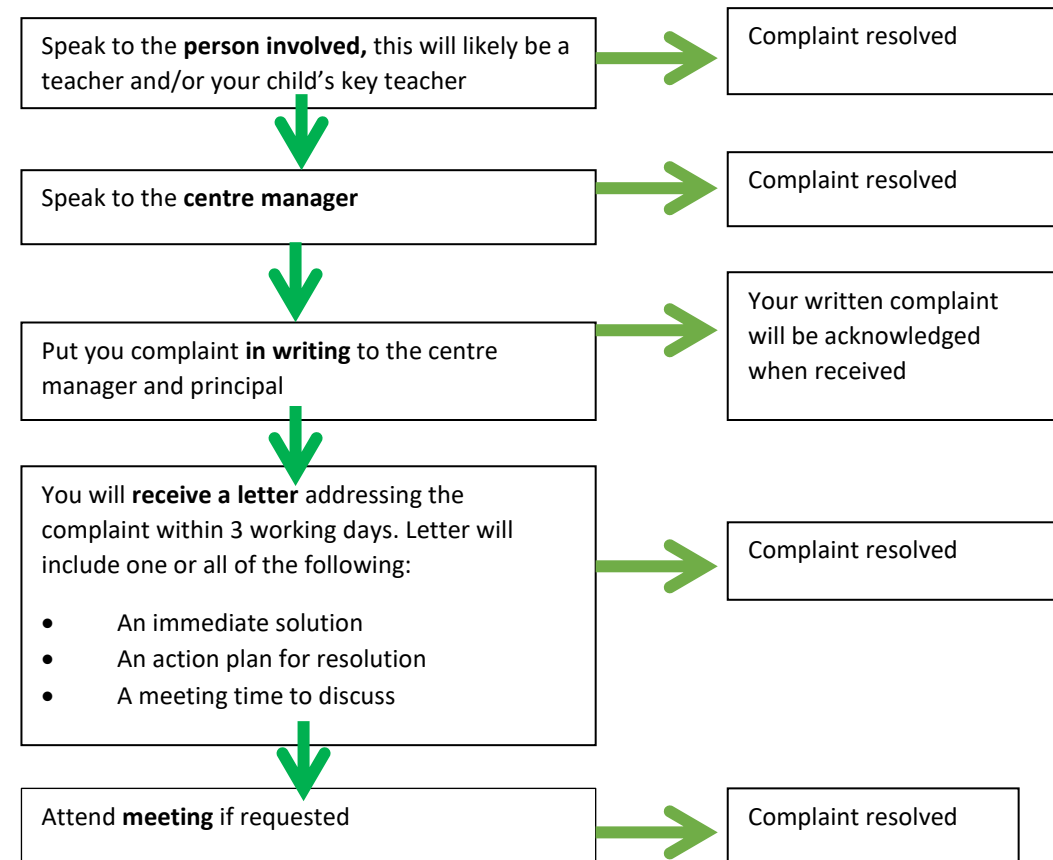 Speak to the person involved, this will likely be a
teacher and/or your child’s key teacher
Complaint resolved
Speak to the centre manager
Complaint resolved
Put you complaint in writing to the centre
manager and principal
Your written complaint
will be acknowledged
when received
You will receive a letter addressing the
complaint within 3 working days. Letter will
include one or all of the following:
• An immediate solution
• An action plan for resolution
• A meeting time to discuss
Complaint resolved
Attend meeting if requested
Complaint resolved